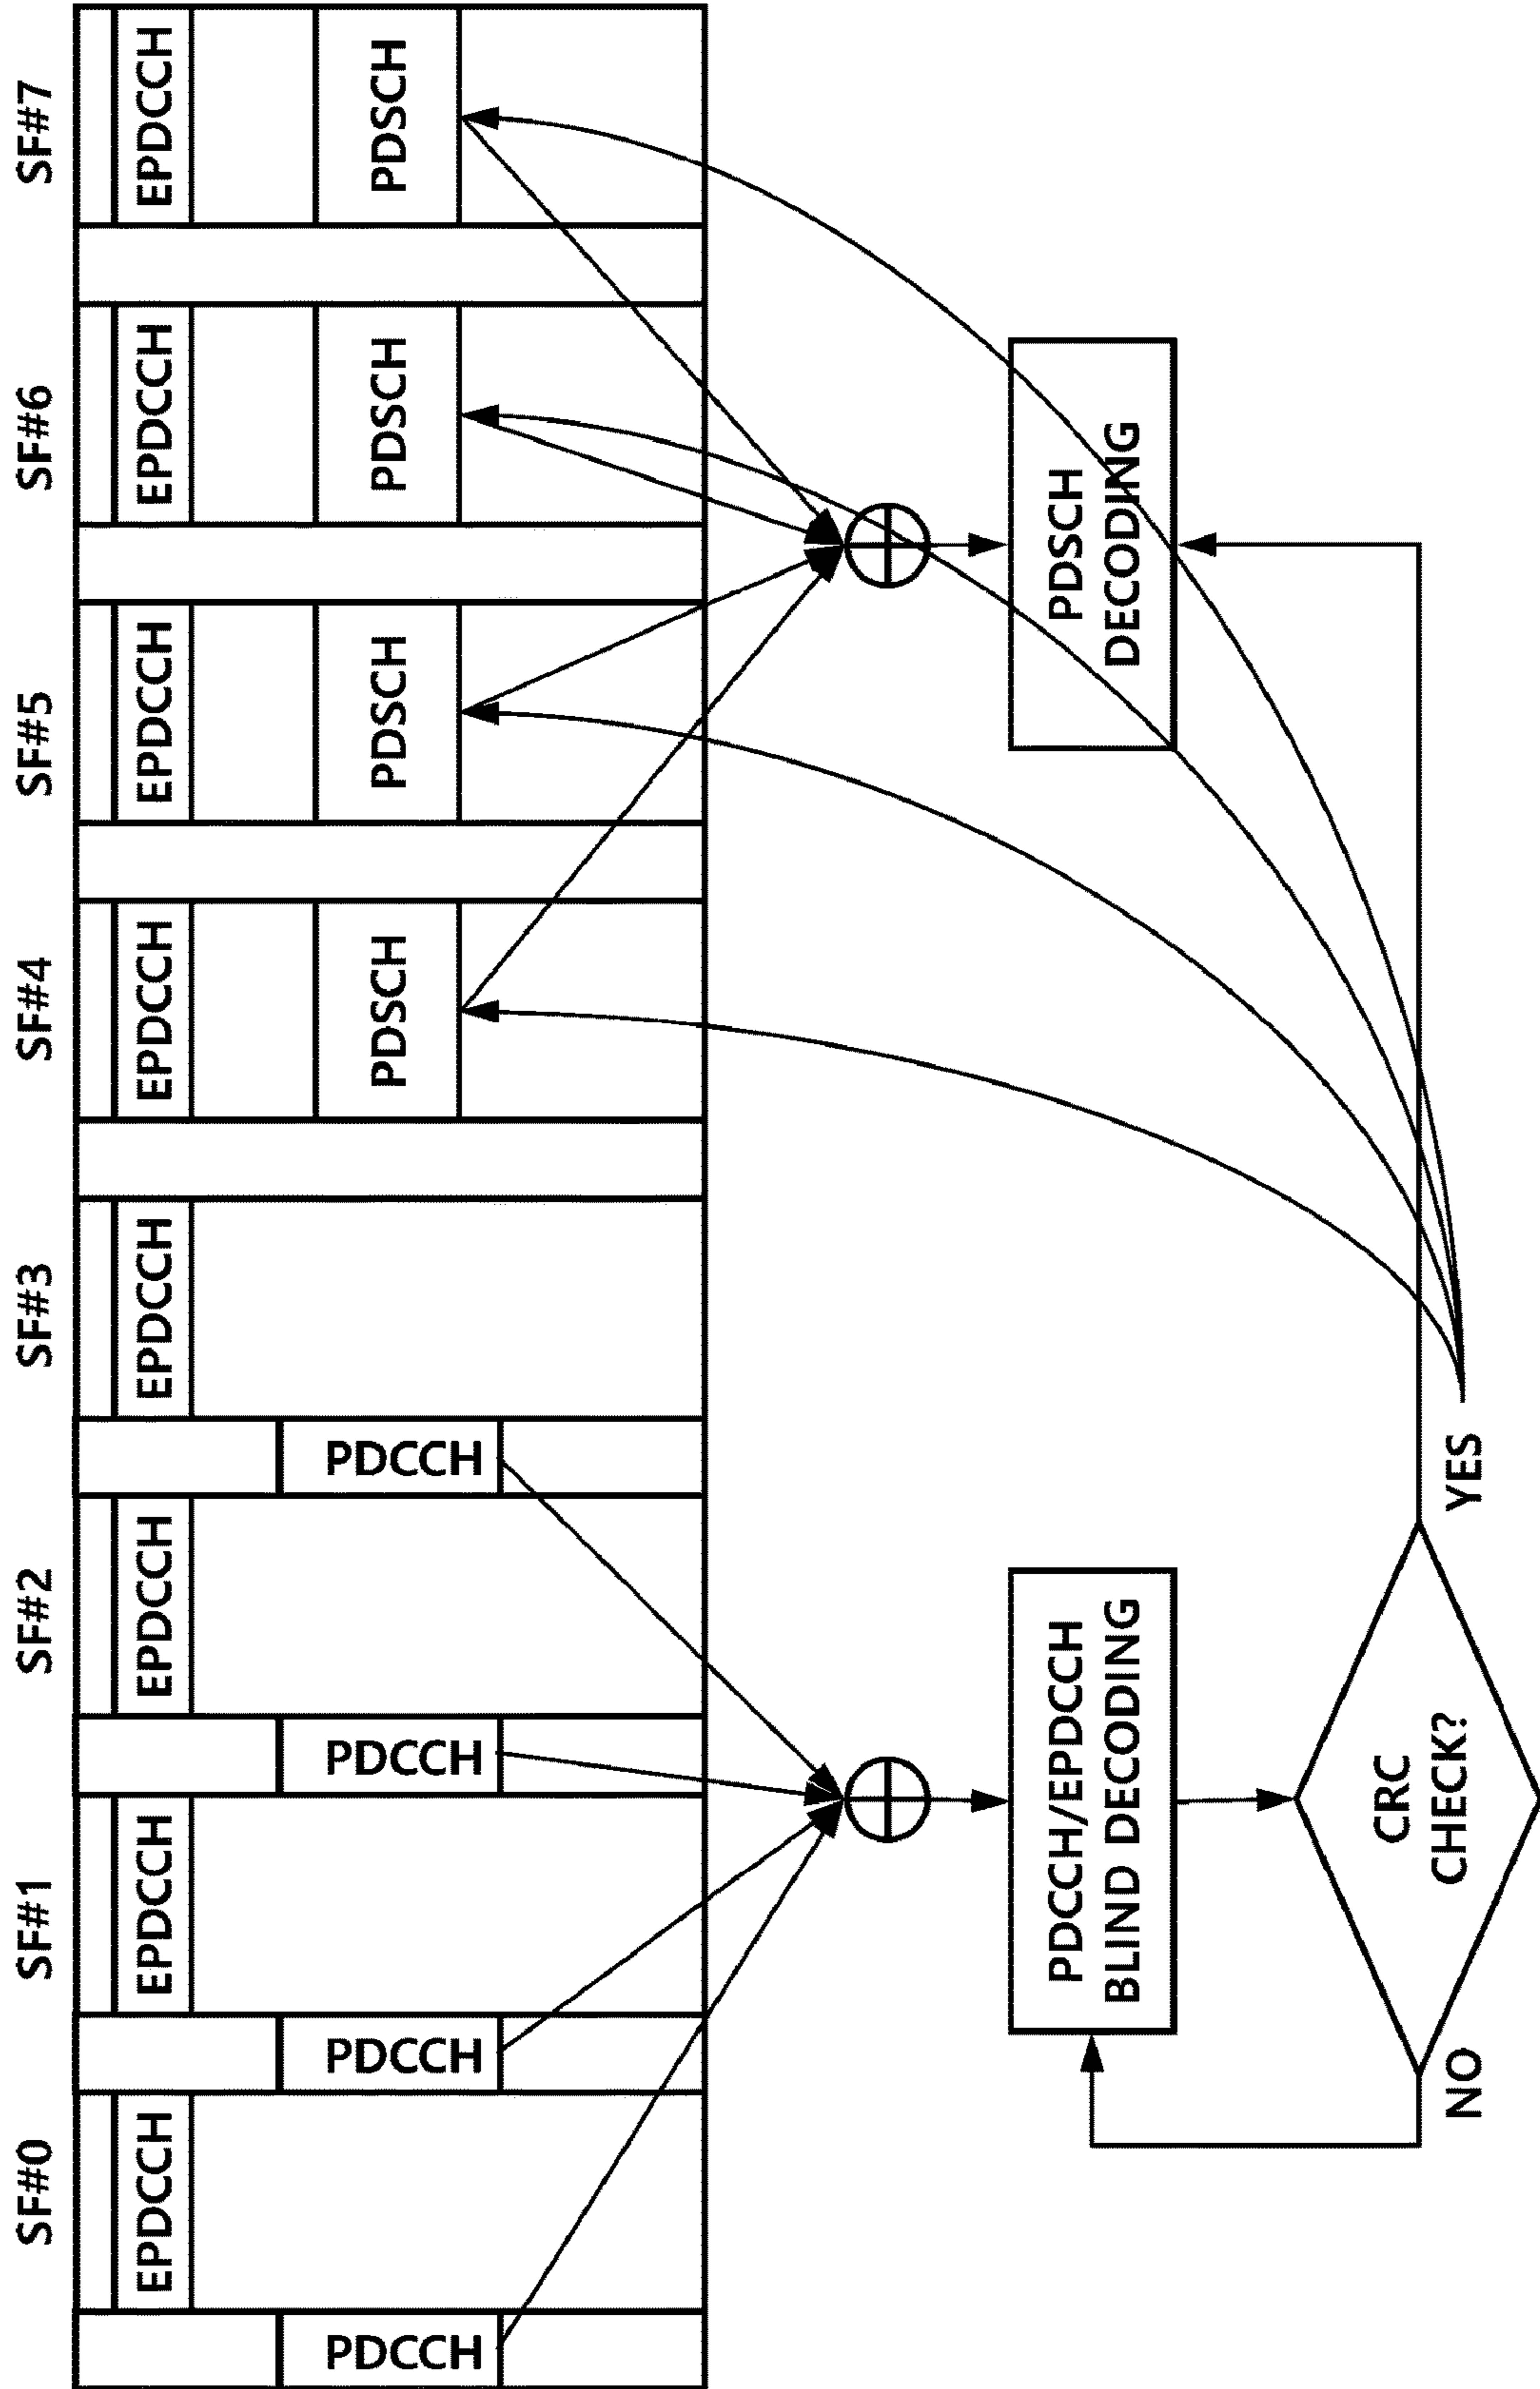 SF#0
SF#1
SF#2
SF#3
SF#4
SF#5
SF#6
SF#7
EPDCCH
EPDCCH
EPDCCH
EPDCCH
EPDCCH
EPDCCH
EPDCCH
EPDCCH
PDCCH
PDCCH
PDCCH
PDCCH
PDSCH
PDSCH
PDSCH
PDSCH
PDCCH/EPDCCH
BLIND DECODING
PDSCH
DECODING
CRC
CHECK?
NO
YES